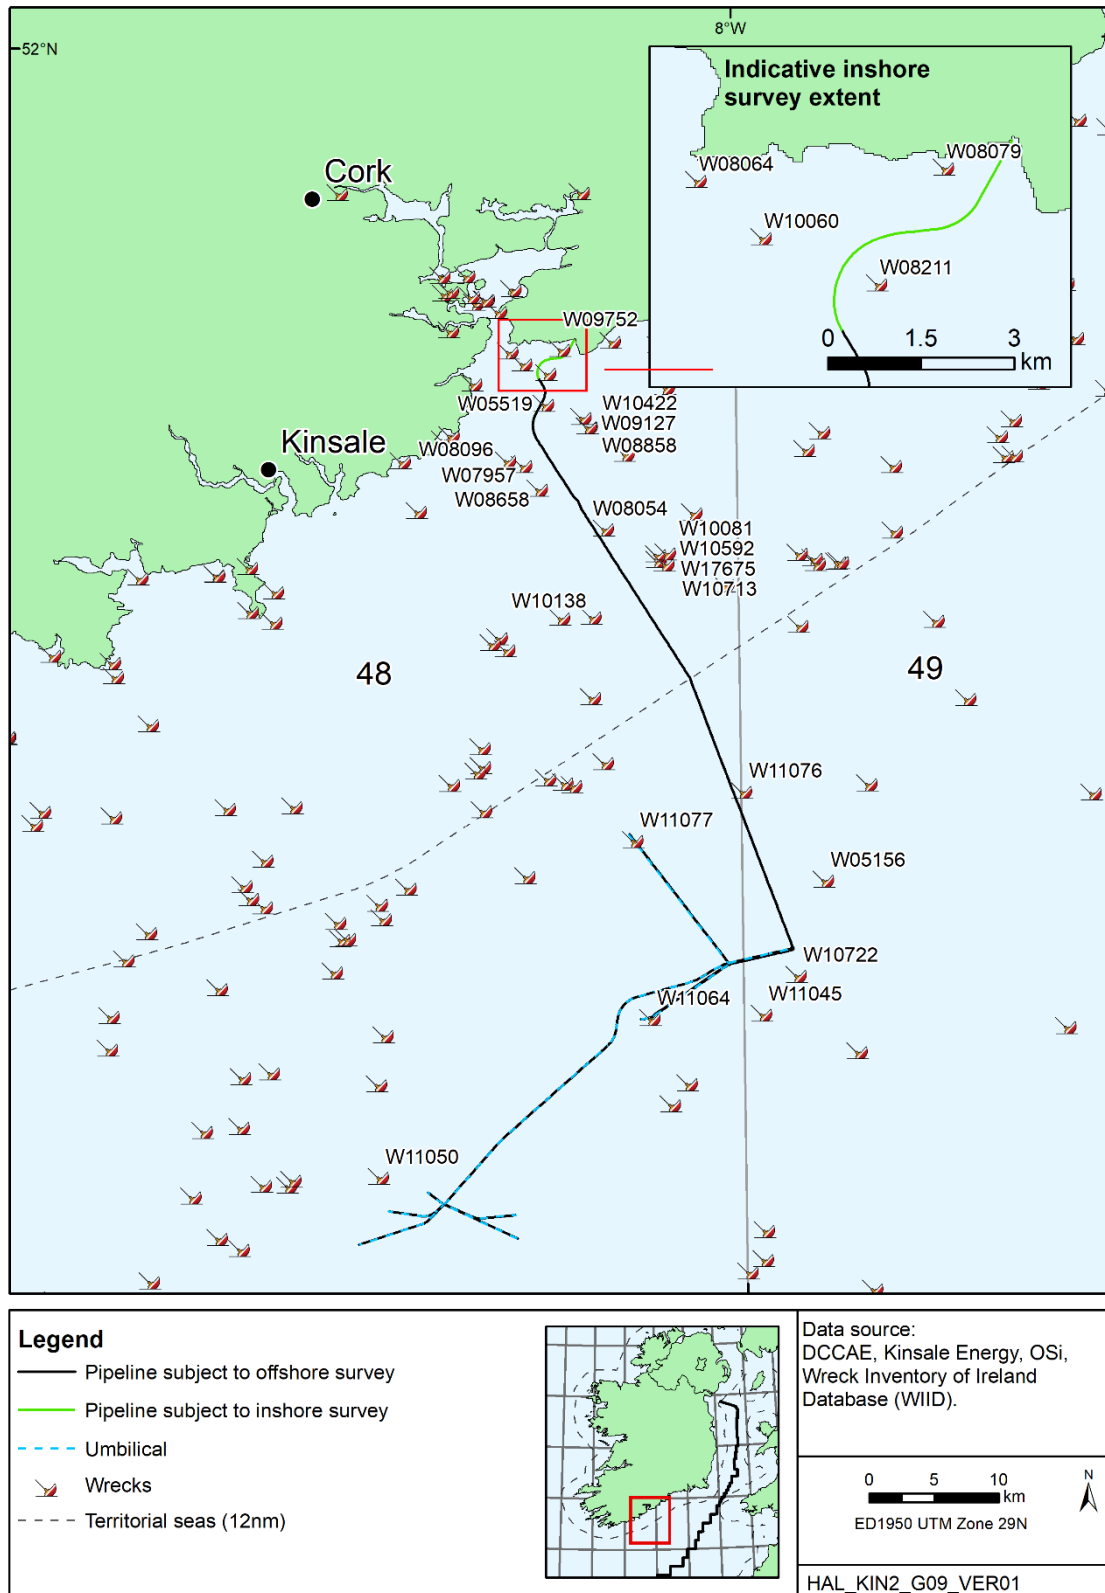 8°W
52°N
Indicative inshore
survey extent
W08079
W08064
W10060
W08211
0 1.5 3
km
Cork
W09752
W05519
W10422
W09127
W08858
Kinsale
W08096
W07957
W08658
W08054
W10081
W10592
W17675
W10713
W10138
48
49
W11076
W11077
W05156
W10722
W11064
W11045
W11050
Legend
Pipeline subject to offshore survey
Pipeline subject to inshore survey
Umbilical
Wrecks
Territorial seas (12nm)
Data source:
DCCAE, Kinsale Energy, OSi,
Wreck Inventory of Ireland
Database (WIID).
0 5 10
km
N
ED1950 UTM Zone 29N
HAL_KIN2_G09_VER01